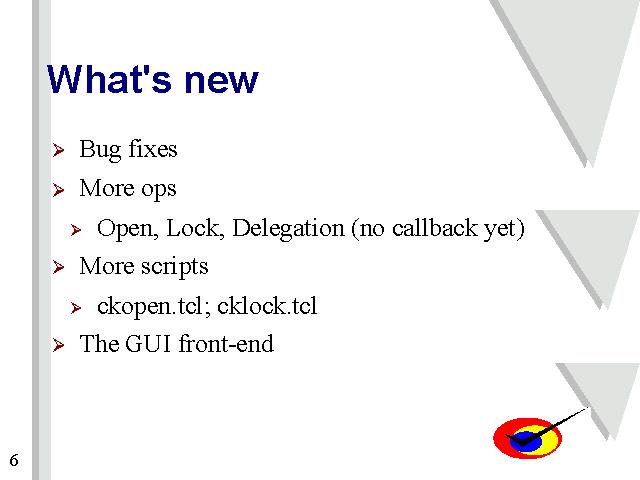 What's new
Bug fixes
More ops
Open, Lock, Delegation (no callback yet)
More scripts
ckopen.tcl; cklock.tcl
The GUI front-end
6